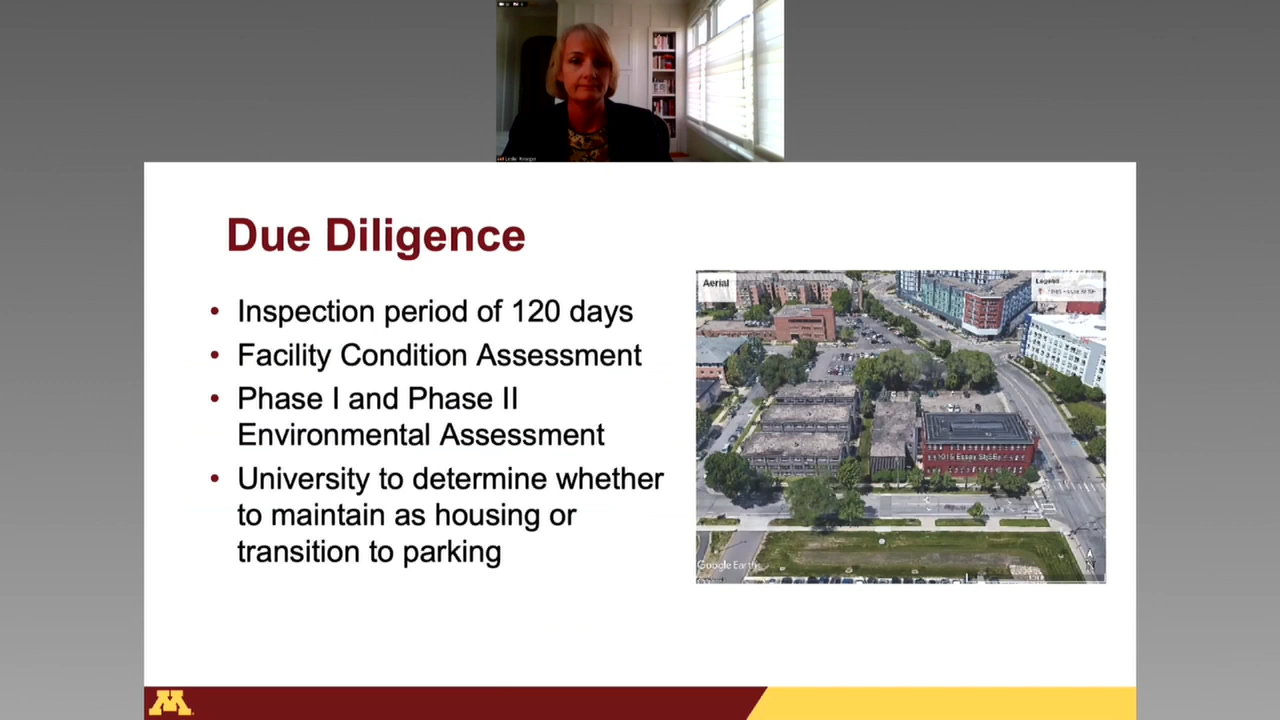 Due Diligence
• Inspection period of 120 days
• Facility Condition Assessment
• Phase I and Phase II
Environmental Assessment
• University to determine whether
to maintain as housing or
transition to parking
Aerial
Legend
Google Earth
M